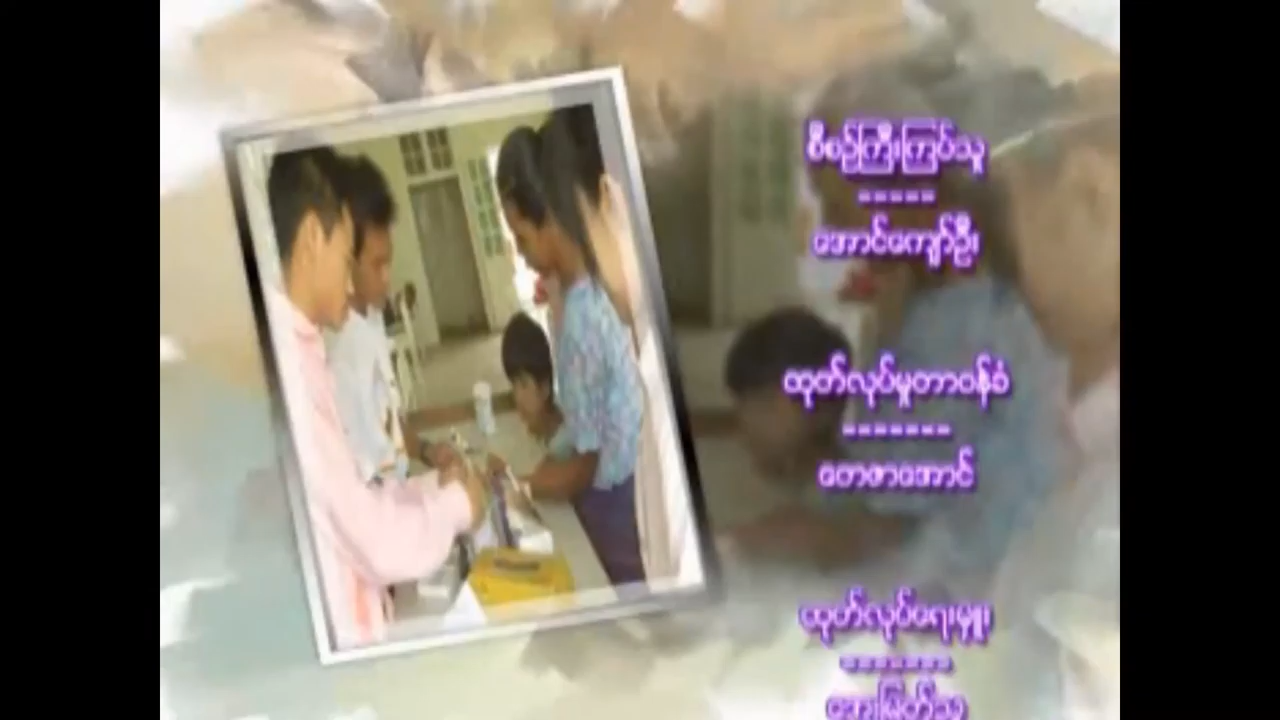 စီစဉ်ကြီးကြပ်သူ
-----
အောင်ကျော်ဦး
ထုတ်လုပ်မှုတာဝန်ခံ
-------
တေဇာအောင်
ထုတ်လုပ်ရေးမှူး
-------